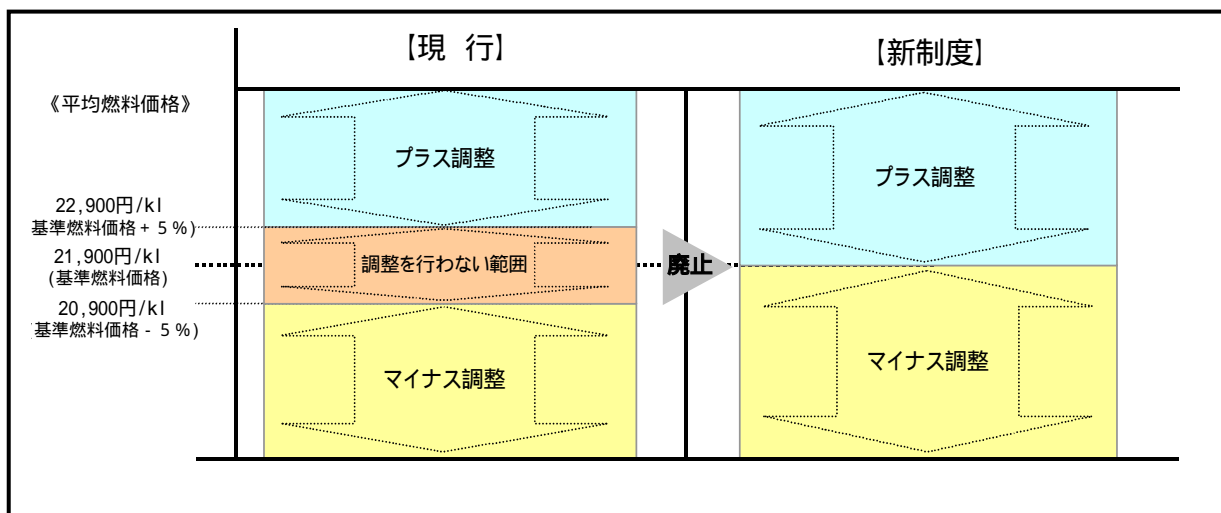 【現 行】
【新制度】
《平均燃料価格》
プラス調整
プラス調整
22,900円/kl
基準燃料価格+5%)
21,900円/kl
(基準燃料価格)
調整を行わない範囲
廃止
20,900円/kl
基準燃料価格-5%)
マイナス調整
マイナス調整